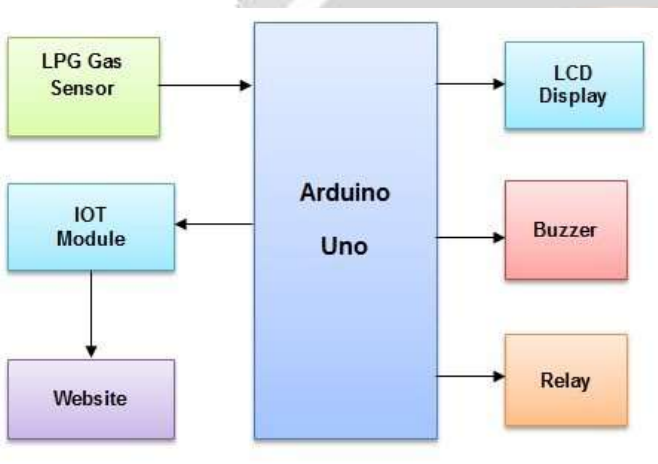 LPG Gas
Sensor
LCD
Display
Arduino
Uno
IOT
Module
Buzzer
Website
Relay